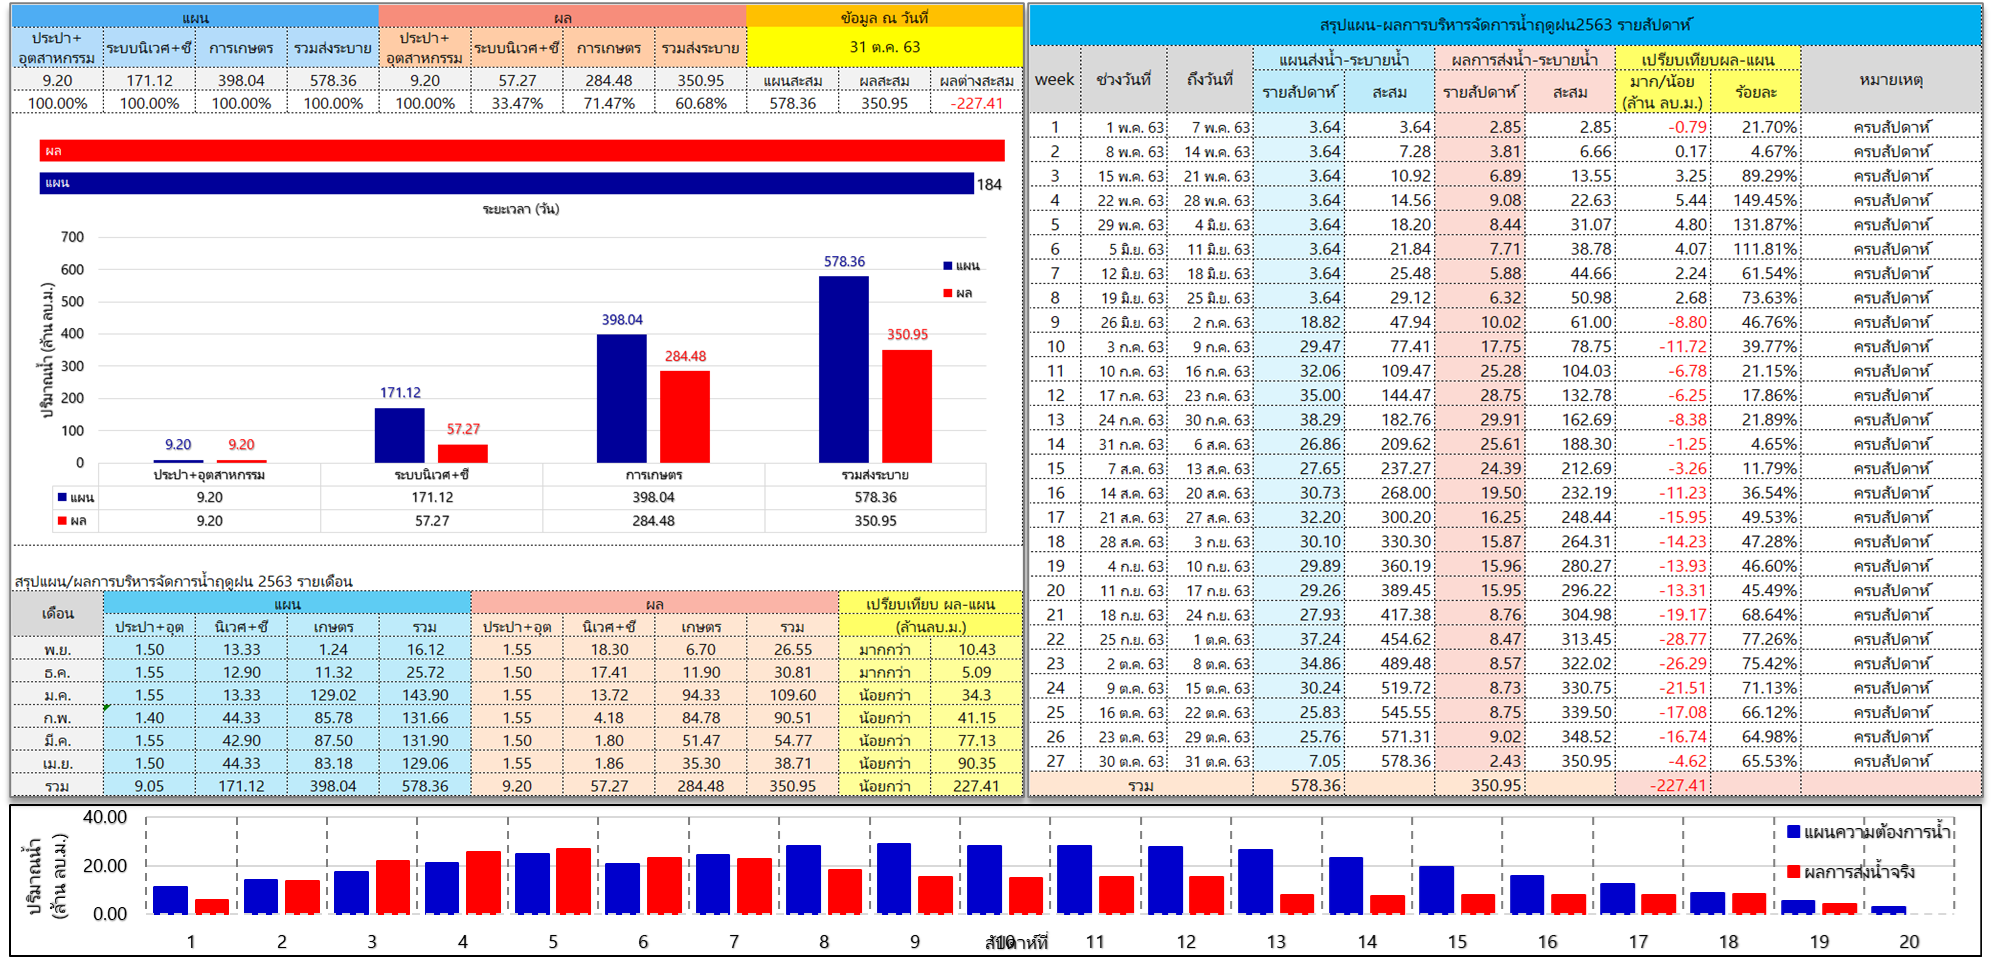 แผน ผล ข้อมูล ณ วันที่
ประปา+อุตสาหกรรม ระบบนิเวศ+ชี การเกษตร รวมส่งระบาย ประปา+อุตสาหกรรม ระบบนิเวศ+ชี การเกษตร รวมส่งระบาย 31 ต.ค. 63
9.20 171.12 398.04 578.36 9.20 57.27 284.48 350.95 แผนสะสม ผลสะสม ผลต่างสะสม
100.00% 100.00% 100.00% 100.00% 100.00% 33.47% 71.47% 60.68% 578.36 350.95 -227.41
ผล
แผน 184
ระยะเวลา (วัน)
ปริมาณน้ำ (ล้าน ลบ.ม.)
700
600
500
400
300
200
100
0
9.20 9.20 171.12 57.27 398.04 284.48 578.36 350.95
แผน
ผล
ประปา+อุตสาหกรรม ระบบนิเวศ+ชี การเกษตร รวมส่งระบาย
แผน 9.20 171.12 398.04 578.36
ผล 9.20 57.27 284.48 350.95
สรุปแผน/ผลการบริหารจัดการน้ำฤดูฝน 2563 รายเดือน
เดือน แผน ผล เปรียบเทียบ ผล-แผน
ประปา+อุต นิเวศ+ชี เกษตร รวม ประปา+อุต นิเวศ+ชี เกษตร รวม (ล้านลบ.ม.)
พ.ย. 1.50 13.33 1.24 16.12 1.55 18.30 6.70 26.55 มากกว่า 10.43
ธ.ค. 1.55 12.90 11.32 25.72 1.50 17.41 11.90 30.81 มากกว่า 5.09
ม.ค. 1.55 13.33 129.02 143.90 1.55 13.72 94.33 109.60 น้อยกว่า 34.3
ก.พ. 1.40 44.33 85.78 131.66 1.55 4.18 84.78 90.51 น้อยกว่า 41.15
มี.ค. 1.55 42.90 87.50 131.90 1.50 1.80 51.47 54.77 น้อยกว่า 77.13
เม.ย. 1.50 44.33 83.18 129.06 1.55 1.86 35.30 38.71 น้อยกว่า 90.35
รวม 9.05 171.12 398.04 578.36 9.20 57.27 284.48 350.95 น้อยกว่า 227.41
สรุปแผน-ผลการบริหารจัดการน้ำฤดูฝน2563 รายสัปดาห์
week ช่วงวันที่ ถึงวันที่ แผนส่งน้ำ-ระบายน้ำ ผลการส่งน้ำ-ระบายน้ำ เปรียบเทียบผล-แผน หมายเหตุ
รายสัปดาห์ สะสม รายสัปดาห์ สะสม มาก/น้อย (ล้าน ลบ.ม.) ร้อยละ
1 1 พ.ค. 63 7 พ.ค. 63 3.64 3.64 2.85 2.85 -0.79 21.70% ครบสัปดาห์
2 8 พ.ค. 63 14 พ.ค. 63 3.64 7.28 3.81 6.66 0.17 4.67% ครบสัปดาห์
3 15 พ.ค. 63 21 พ.ค. 63 3.64 10.92 6.89 13.55 3.25 89.29% ครบสัปดาห์
4 22 พ.ค. 63 28 พ.ค. 63 3.64 14.56 9.08 22.63 5.44 149.45% ครบสัปดาห์
5 29 พ.ค. 63 4 มิ.ย. 63 3.64 18.20 8.44 31.07 4.80 131.87% ครบสัปดาห์
6 5 มิ.ย. 63 11 มิ.ย. 63 3.64 21.84 7.71 38.78 4.07 111.81% ครบสัปดาห์
7 12 มิ.ย. 63 18 มิ.ย. 63 3.64 25.48 5.88 44.66 2.24 61.54% ครบสัปดาห์
8 19 มิ.ย. 63 25 มิ.ย. 63 3.64 29.12 6.32 50.98 2.68 73.63% ครบสัปดาห์
9 26 มิ.ย. 63 2 ก.ค. 63 18.82 47.94 10.02 61.00 -8.80 46.76% ครบสัปดาห์
10 3 ก.ค. 63 9 ก.ค. 63 29.47 77.41 17.75 78.75 -11.72 39.77% ครบสัปดาห์
11 10 ก.ค. 63 16 ก.ค. 63 32.06 109.47 25.28 104.03 -6.78 21.15% ครบสัปดาห์
12 17 ก.ค. 63 23 ก.ค. 63 35.00 144.47 28.75 132.78 -6.25 17.86% ครบสัปดาห์
13 24 ก.ค. 63 30 ก.ค. 63 38.29 182.76 29.91 162.69 -8.38 21.89% ครบสัปดาห์
14 31 ก.ค. 63 6 ส.ค. 63 26.86 209.62 25.61 188.30 -1.25 4.65% ครบสัปดาห์
15 7 ส.ค. 63 13 ส.ค. 63 27.65 237.27 24.39 212.69 -3.26 11.79% ครบสัปดาห์
16 14 ส.ค. 63 20 ส.ค. 63 30.73 268.00 19.50 232.19 -11.23 36.54% ครบสัปดาห์
17 21 ส.ค. 63 27 ส.ค. 63 32.20 300.20 16.25 248.44 -15.95 49.53% ครบสัปดาห์
18 28 ส.ค. 63 3 ก.ย. 63 30.10 330.30 15.87 264.31 -14.23 47.28% ครบสัปดาห์
19 4 ก.ย. 63 10 ก.ย. 63 29.89 360.19 15.96 280.27 -13.93 46.60% ครบสัปดาห์
20 11 ก.ย. 63 17 ก.ย. 63 29.26 389.45 15.95 296.22 -13.31 45.49% ครบสัปดาห์
21 18 ก.ย. 63 24 ก.ย. 63 27.93 417.38 8.76 304.98 -19.17 68.64% ครบสัปดาห์
22 25 ก.ย. 63 1 ต.ค. 63 37.24 454.62 8.47 313.45 -28.77 77.26% ครบสัปดาห์
23 2 ต.ค. 63 8 ต.ค. 63 34.86 489.48 8.57 322.02 -26.29 75.42% ครบสัปดาห์
24 9 ต.ค. 63 15 ต.ค. 63 30.24 519.72 8.73 330.75 -21.51 71.13% ครบสัปดาห์
25 16 ต.ค. 63 22 ต.ค. 63 25.83 545.55 8.75 339.50 -17.08 66.12% ครบสัปดาห์
26 23 ต.ค. 63 29 ต.ค. 63 25.76 571.31 9.02 348.52 -16.74 64.98% ครบสัปดาห์
27 30 ต.ค. 63 31 ต.ค. 63 7.05 578.36 2.43 350.95 -4.62 65.53% ครบสัปดาห์
รวม 578.36 350.95 -227.41
ปริมาณน้ำ (ล้าน ลบ.ม.)
40.00
20.00
0.00
แผนความต้องการน้ำ
ผลการส่งน้ำจริง
1 2 3 4 5 6 7 8 9 10 11 12 13 14 15 16 17 18 19 20
สัปดาห์ที่